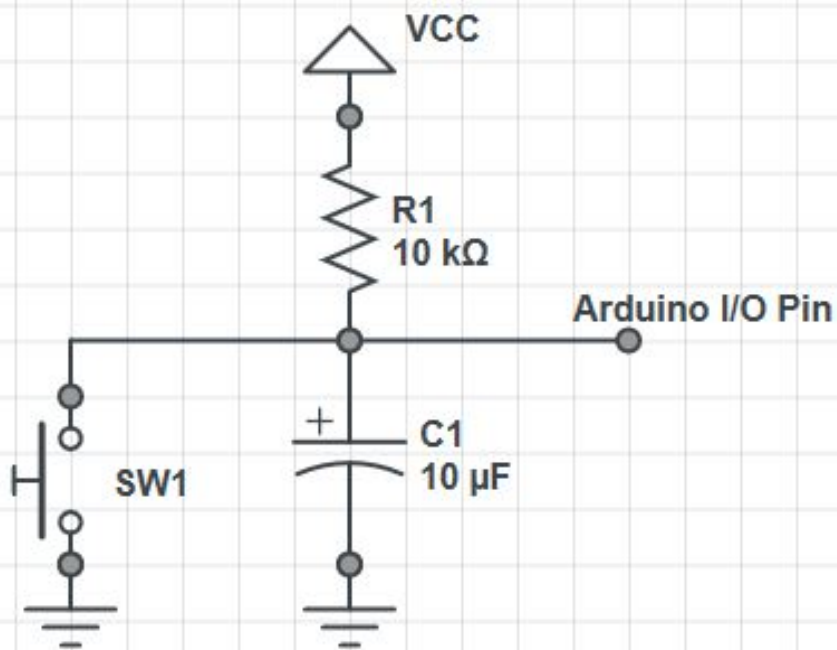 VCC
R1
10 kΩ
Arduino I/O Pin
+
C1
10 µF
SW1